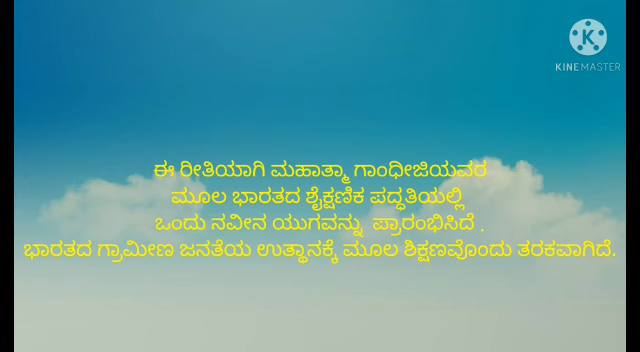 KINEMASTER
ಈ ರೀತಿಯಾಗಿ ಮಹಾತ್ಮಾ ಗಾಂಧೀಜಿಯವರ
ಮೂಲ ಭಾರತದ ಶೈಕ್ಷಣಿಕ ಪದ್ಧತಿಯಲ್ಲಿ
ಒಂದು ನವೀನ ಯುಗವನ್ನು ಪ್ರಾರಂಭಿಸಿದೆ .
ಭಾರತದ ಗ್ರಾಮೀಣ ಜನತೆಯ ಉತ್ಥಾನಕ್ಕೆ ಮೂಲ ಶಿಕ್ಷಣವೊಂದು ತರಕವಾಗಿದೆ.